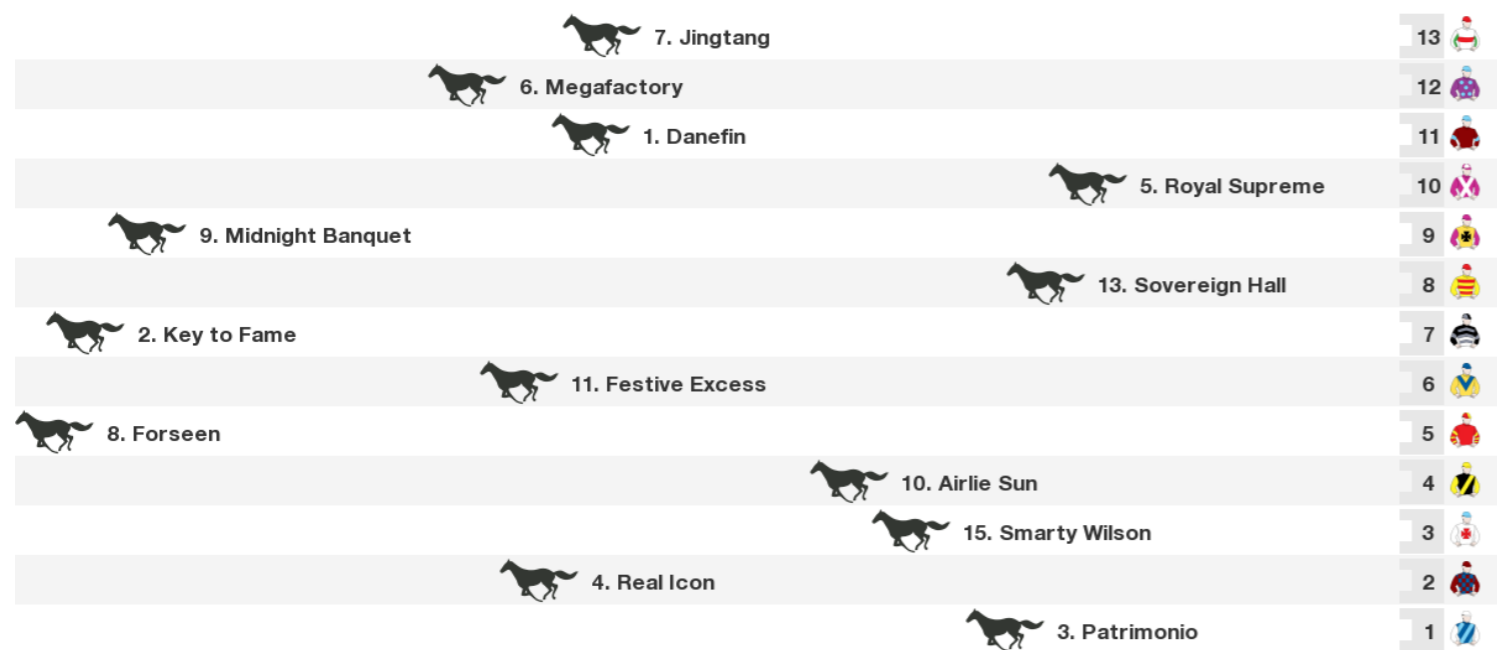 7. Jingtang 13
6. Megafactory 12
1. Danefin 11
5. Royal Supreme 10
9. Midnight Banquet 9
13. Sovereign Hall 8
2. Key to Fame 7
11. Festive Excess 6
8. Forseen 5
10. Airlie Sun 4
15. Smarty Wilson 3
4. Real Icon 2
3. Patrimonio 1